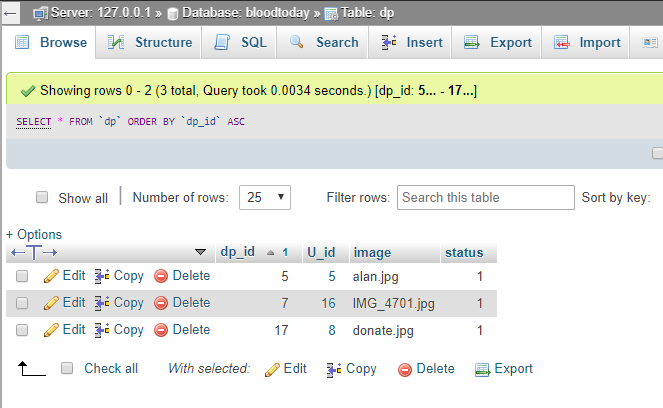 Server: 127.0.0.1 » Database: bloodtoday » Table: dp
Browse Structure SQL Search Insert Export Import
Showing rows 0 - 2 (3 total, Query took 0.0034 seconds.) [dp_id: 5... - 17...]
SELECT * FROM `dp` ORDER BY `dp_id` ASC
Show all Number of rows: 25 Filter rows: Search this table Sort by key:
+ Options
←T→ dp_id 1 U_id image status
Edit Copy Delete 5 5 alan.jpg 1
Edit Copy Delete 7 16 IMG_4701.jpg 1
Edit Copy Delete 17 8 donate.jpg 1
Check all With selected: Edit Copy Delete Export